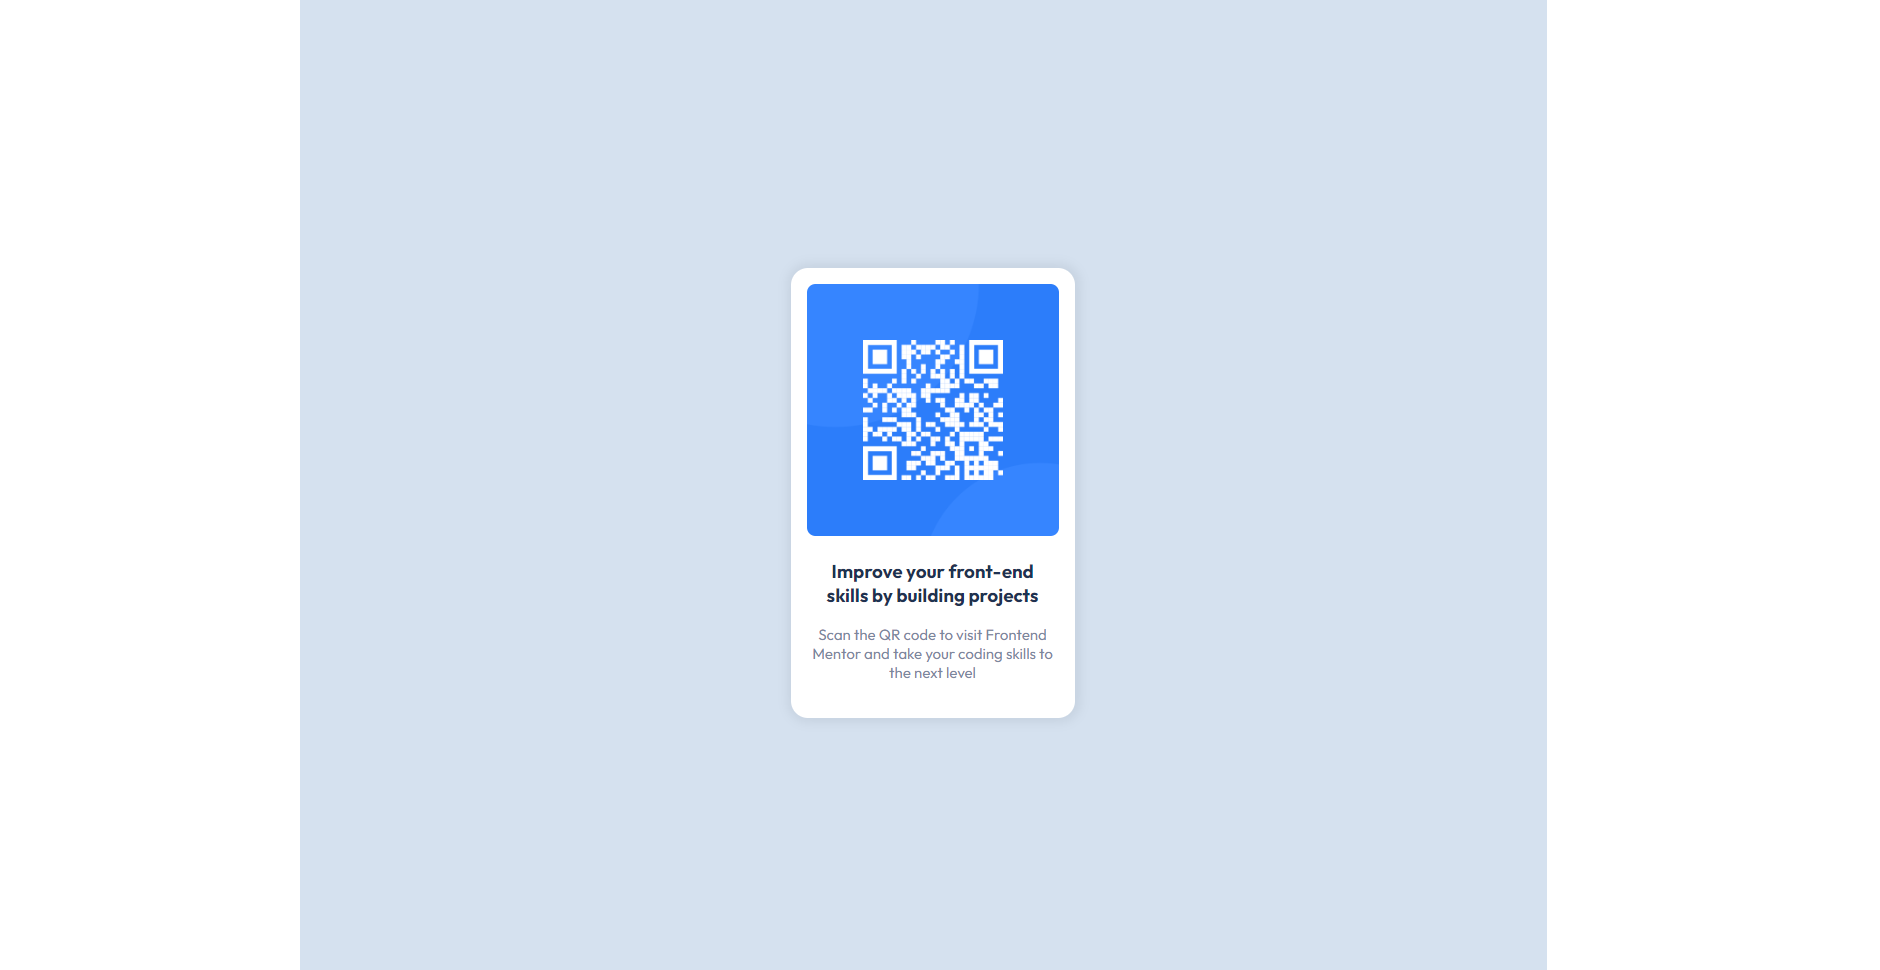 Improve your front-end
skills by building projects
Scan the QR code to visit Frontend
Mentor and take your coding skills to
the next level